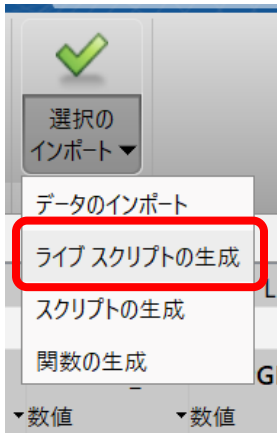 選択の
インポート▼
データのインポート
ライブ スクリプトの生成
L
スクリプトの生成
関数の生成
GI
▼数値 ▼数値